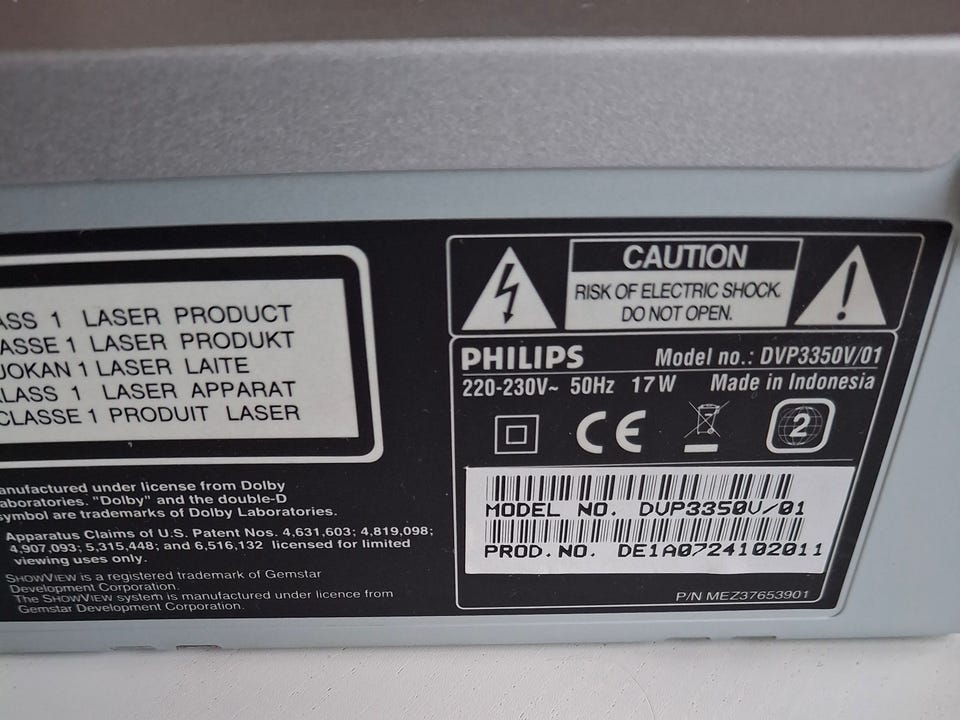 ASS 1 LASER PRODUCT
ASSE 1 LASER PRODUKT
UOKAN 1 LASER LAITE
LASS 1 LASER APPARAT
CLASSE 1 PRODUIT LASER
anufactured under license from Dolby
aboratories. "Dolby" and the double-D
symbol are trademarks of Dolby Laboratories.
Apparatus Claims of U.S. Patent Nos. 4,631,603; 4,819,098;
4,907,093; 5,315,448; and 6,516,132 licensed for limited
viewing uses only.
SHOWVIEW is a registered trademark of Gemstar
Development Corporation.
The SHOWVIEW system is manufactured under licence from
Gemstar Development Corporation.
CAUTION
RISK OF ELECTRIC SHOCK.
DO NOT OPEN.
PHILIPS Model no.: DVP3350V/01
220-230V~ 50Hz 17W Made in Indonesia
CE 2
MODEL NO. DVP3350V/01
PROD.NO. DE1A0724102011
P/N MEZ37653901